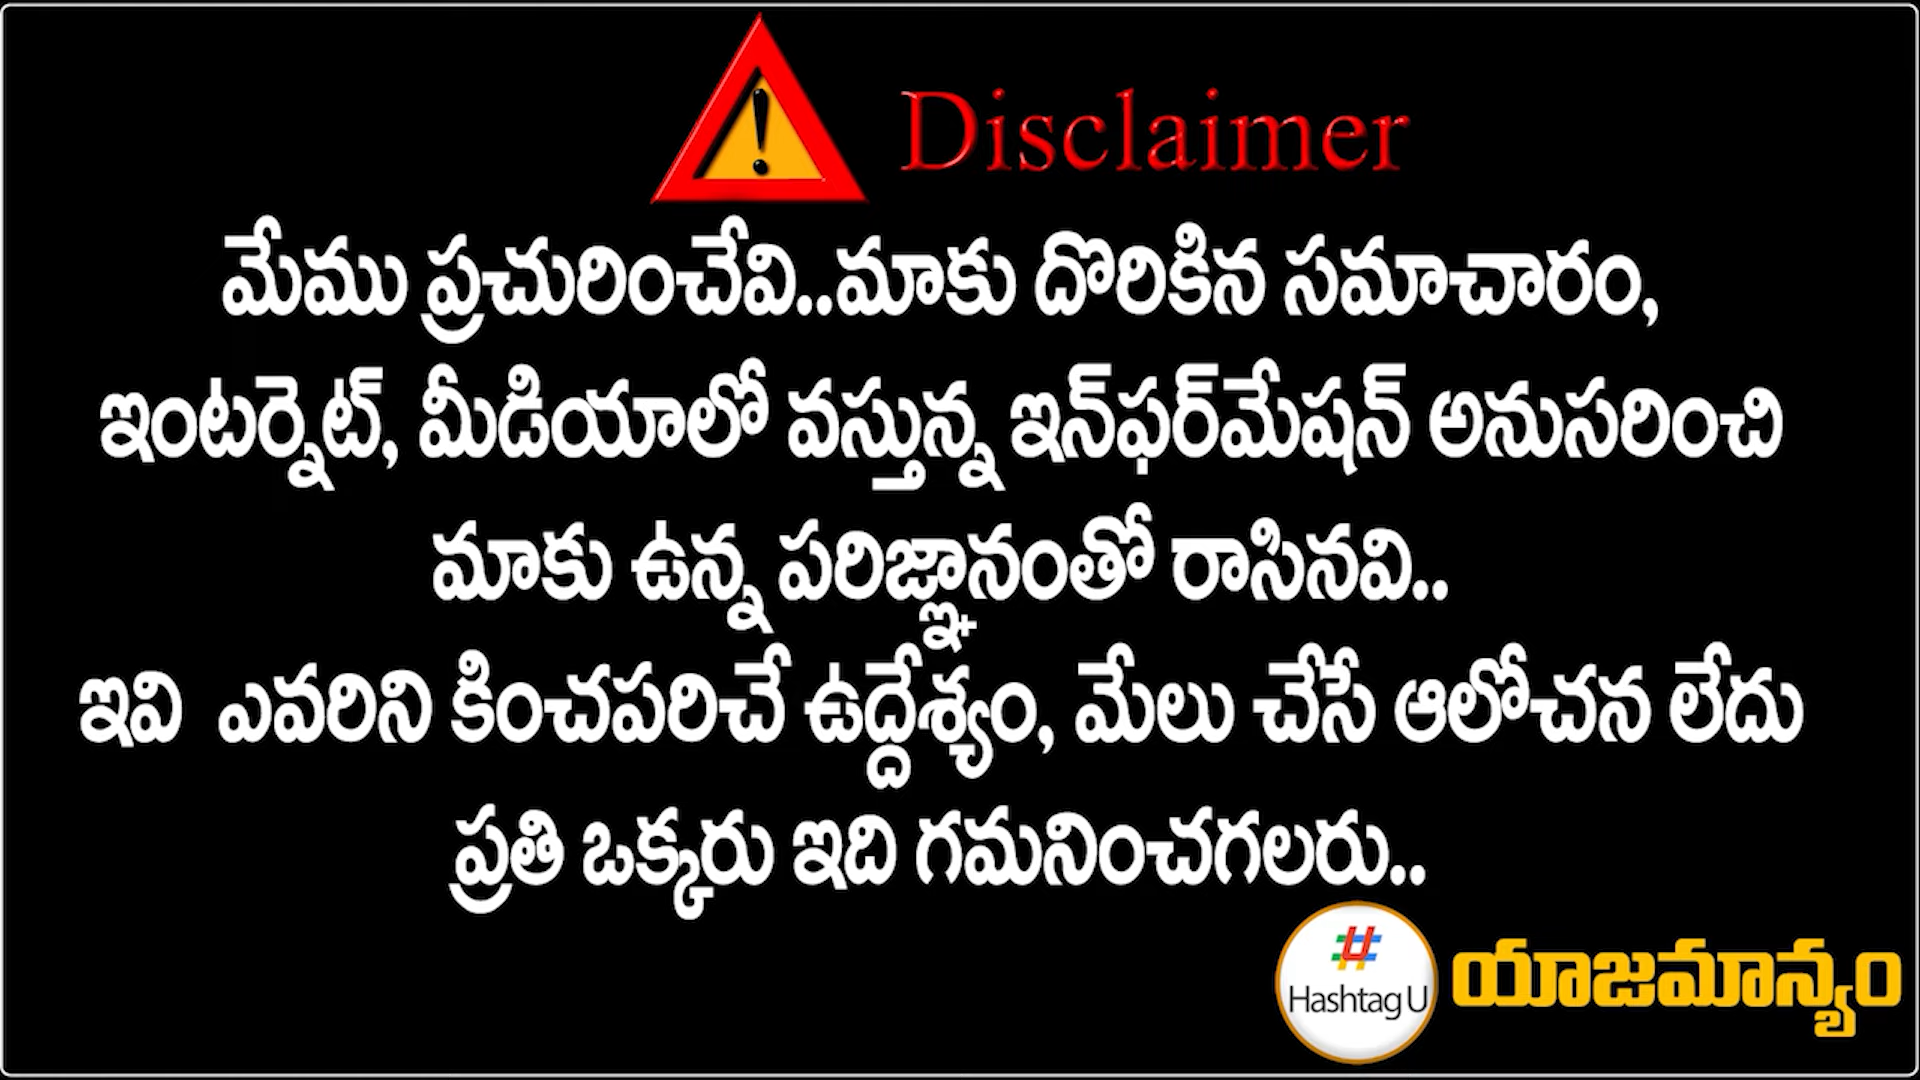 Disclaimer
మేము ప్రచురించేవి..మాకు దొరికిన సమాచారం,
ఇంటర్నెట్, మీడియాలో వస్తున్న ఇన్‌ఫర్‌మేషన్ అనుసరించి
మాకు ఉన్న పరిజ్ఞానంతో రాసినవి..
ఇవి ఎవరిని కించపరిచే ఉద్దేశ్యం, మేలు చేసే ఆలోచన లేదు
ప్రతి ఒక్కరు ఇది గమనించగలరు..
Hashtag U
యాజమాన్యం